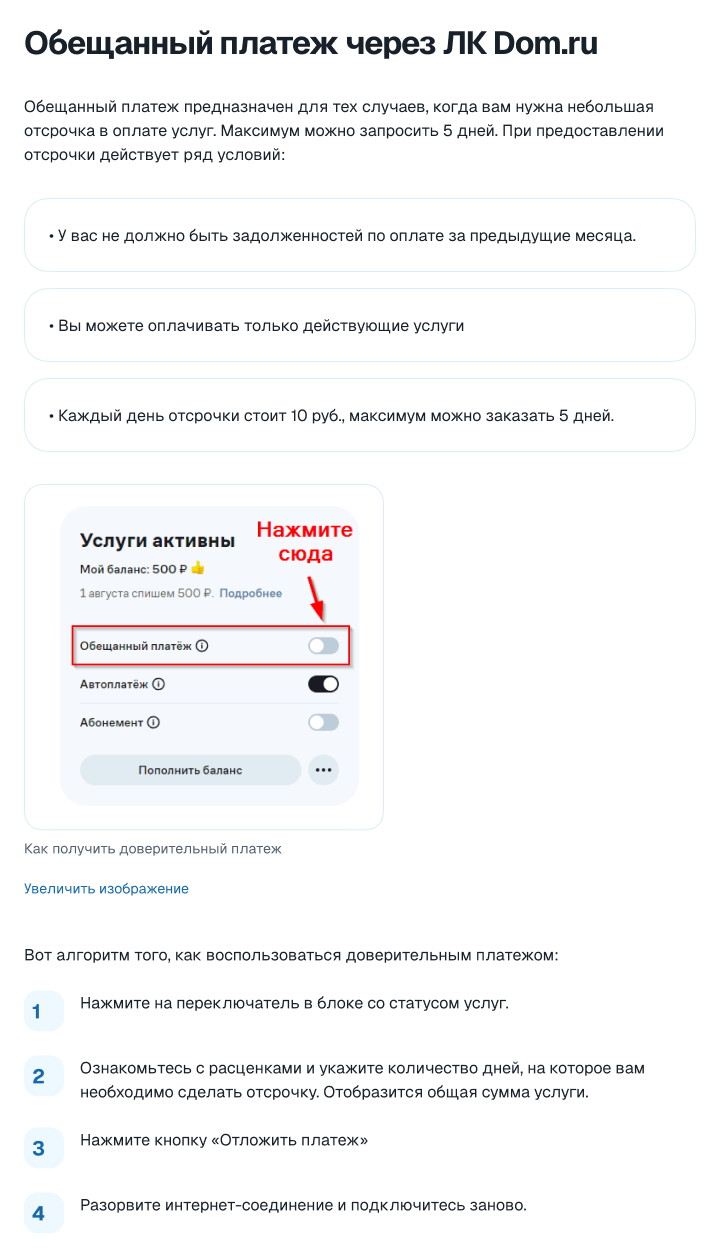 Обещанный платеж через ЛК Dom.ru
Обещанный платеж предназначен для тех случаев, когда вам нужна небольшая
отсрочка в оплате услуг. Максимум можно запросить 5 дней. При предоставлении
отсрочки действует ряд условий:
• У вас не должно быть задолженностей по оплате за предыдущие месяца.
• Вы можете оплачивать только действующие услуги
• Каждый день отсрочки стоит 10 руб., максимум можно заказать 5 дней.
Нажмите
сюда
Услуги активны
Мой баланс: 500 ₽ 👍
1 августа спишем 500 ₽. Подробнее
Обещанный платёж
Автоплатёж
Абонемент
Пополнить баланс
Как получить доверительный платеж
Увеличить изображение
Вот алгоритм того, как воспользоваться доверительным платежом:
1 Нажмите на переключатель в блоке со статусом услуг.
2 Ознакомьтесь с расценками и укажите количество дней, на которое вам
необходимо сделать отсрочку. Отобразится общая сумма услуги.
3 Нажмите кнопку «Отложить платеж»
4 Разорвите интернет-соединение и подключитесь заново.